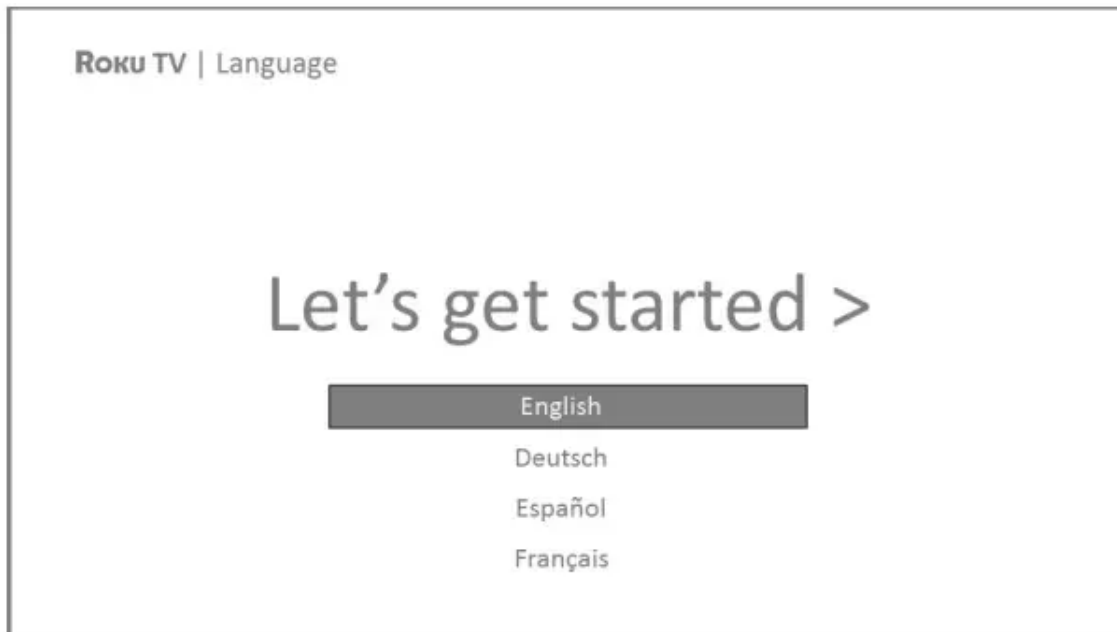 Roku TV | Language
Let's get started >
English
Deutsch
Español
Français